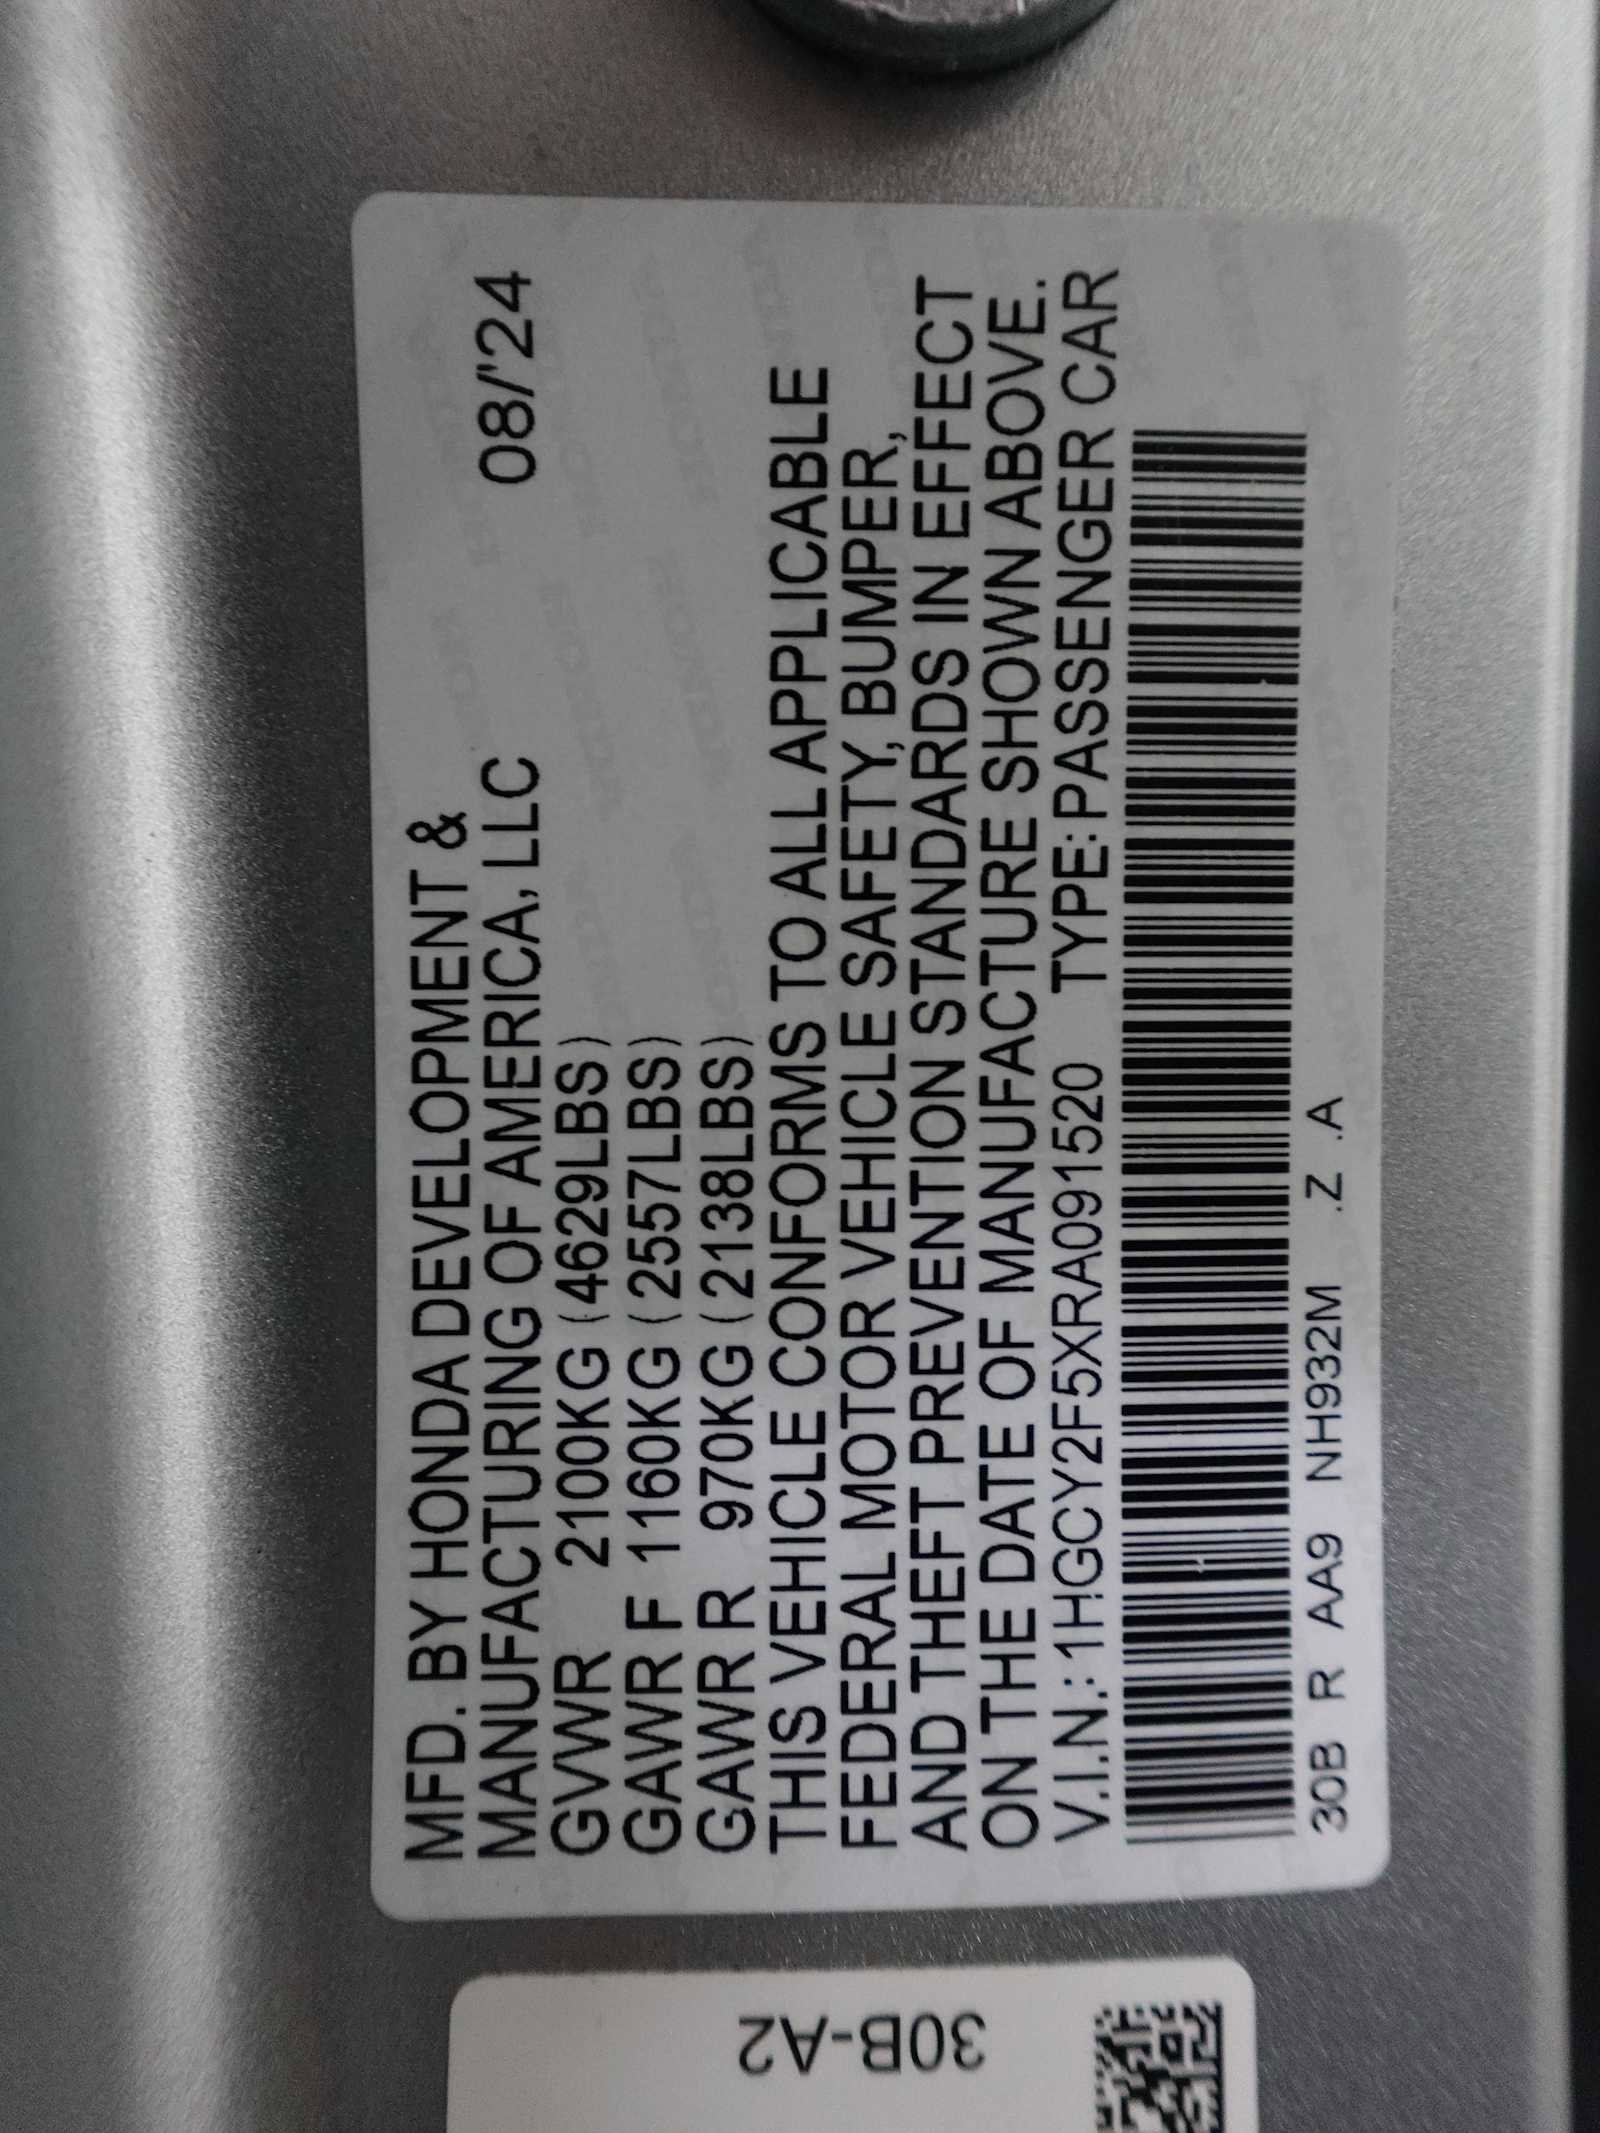 MFD. BY HONDA DEVELOPMENT &
MANUFACTURING OF AMERICA, LLC 08/'24
GVWR 2100KG (4629LBS)
GAWR F 1160KG (2557LBS)
GAWR R 970KG (2138LBS)
THIS VEHICLE CONFORMS TO ALL APPLICABLE
FEDERAL MOTOR VEHICLE SAFETY, BUMPER,
AND THEFT PREVENTION STANDARDS IN EFFECT
ON THE DATE OF MANUFACTURE SHOWN ABOVE.
V.I.N.: 1HGCY2F5XRA091520 TYPE: PASSENGER CAR
30B R AA9 NH932M .Z .A
30B-A2